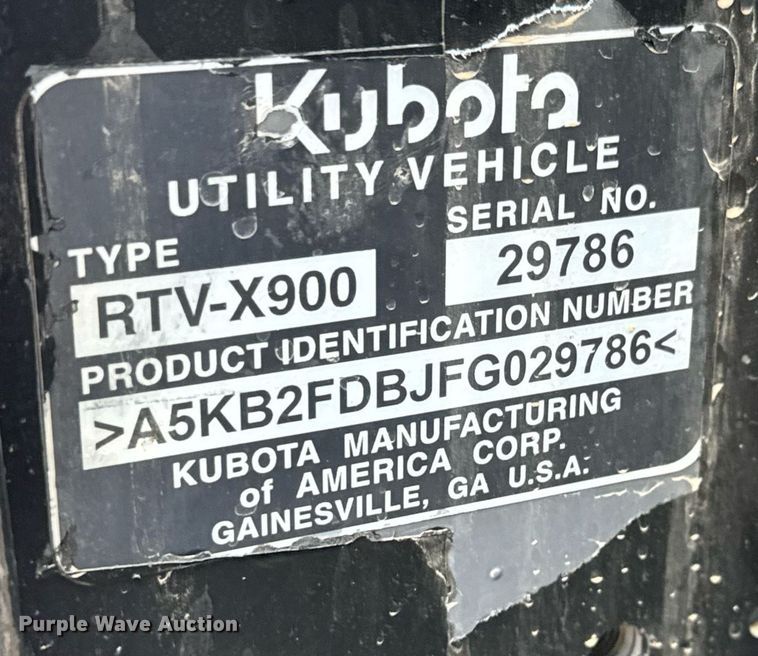 Kubota
UTILITY VEHICLE
TYPE
SERIAL NO.
RTV-X900
29786
PRODUCT IDENTIFICATION NUMBER
>A5KB2FDBJFG029786<
KUBOTA MANUFACTURING
of AMERICA CORP.
GAINESVILLE, GA U.S.A.
Purple Wave Auction